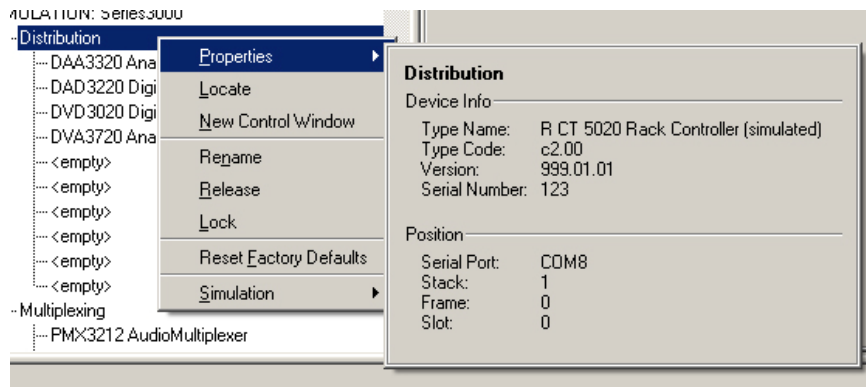 MULATION: Series3000
Distribution
DAA3320 Ana
DAD3220 Digi
DVD3020 Digi
DVA3720 Ana
<empty>
<empty>
<empty>
<empty>
<empty>
<empty>
Multiplexing
PMX3212 AudioMultiplexer
Properties
Locate
New Control Window
Rename
Release
Lock
Reset Factory Defaults
Simulation
Distribution
Device Info
Type Name: R CT 5020 Rack Controller (simulated)
Type Code: c2.00
Version: 999.01.01
Serial Number: 123
Position
Serial Port: COM8
Stack: 1
Frame: 0
Slot: 0